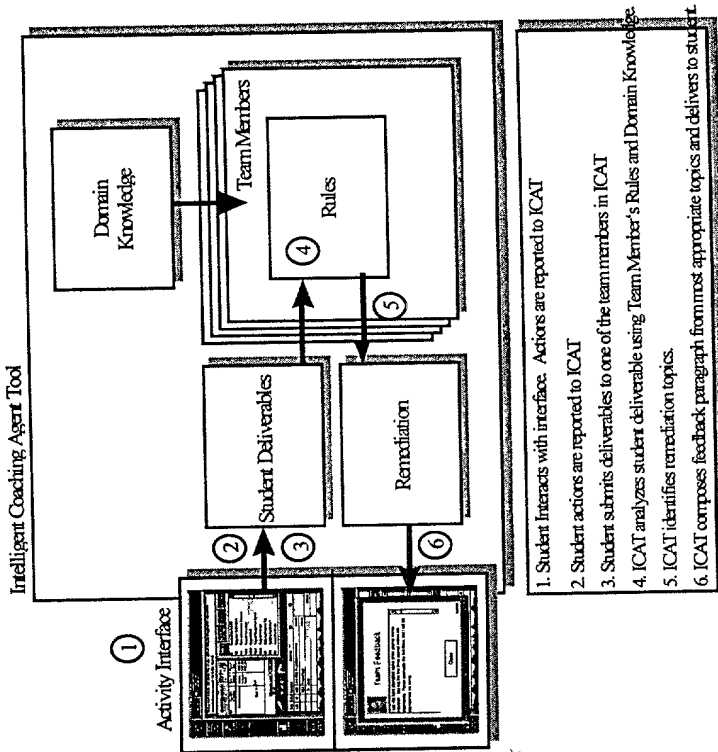 Intelligent Coaching Agent Tool
1
Activity Interface
Domain
Knowledge
Team Members
2
3
Student Deliverables
4
Rules
5
Remediation
6
Team Feedback
1. Student Interacts with interface. Actions are reported to ICAT
2. Student actions are reported to ICAT
3. Student submits deliverables to one of the team members in ICAT
4. ICAT analyzes student deliverable using Team Member's Rules and Domain Knowledge.
5. ICAT identifies remediation topics.
6. ICAT composes feedback paragraph from most appropriate topics and delivers to student.